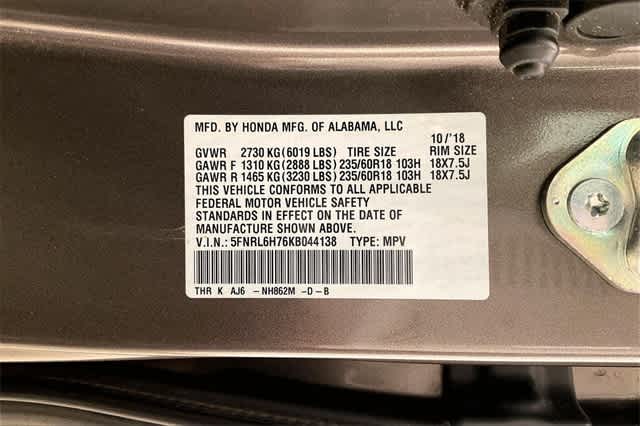 MFD. BY HONDA MFG. OF ALABAMA, LLC
10/'18
GVWR 2730 KG(6019 LBS) TIRE SIZE RIM SIZE
GAWR F 1310 KG(2888 LBS)235/60R18 103H 18X7.5J
GAWR R 1465 KG(3230 LBS)235/60R18 103H 18X7.5J
THIS VEHICLE CONFORMS TO ALL APPLICABLE
FEDERAL MOTOR VEHICLE SAFETY
STANDARDS IN EFFECT ON THE DATE OF
MANUFACTURE SHOWN ABOVE.
V.I.N.: 5FNRL6H76KB044138 TYPE: MPV
THR K AJ6 -NH862M -D-B